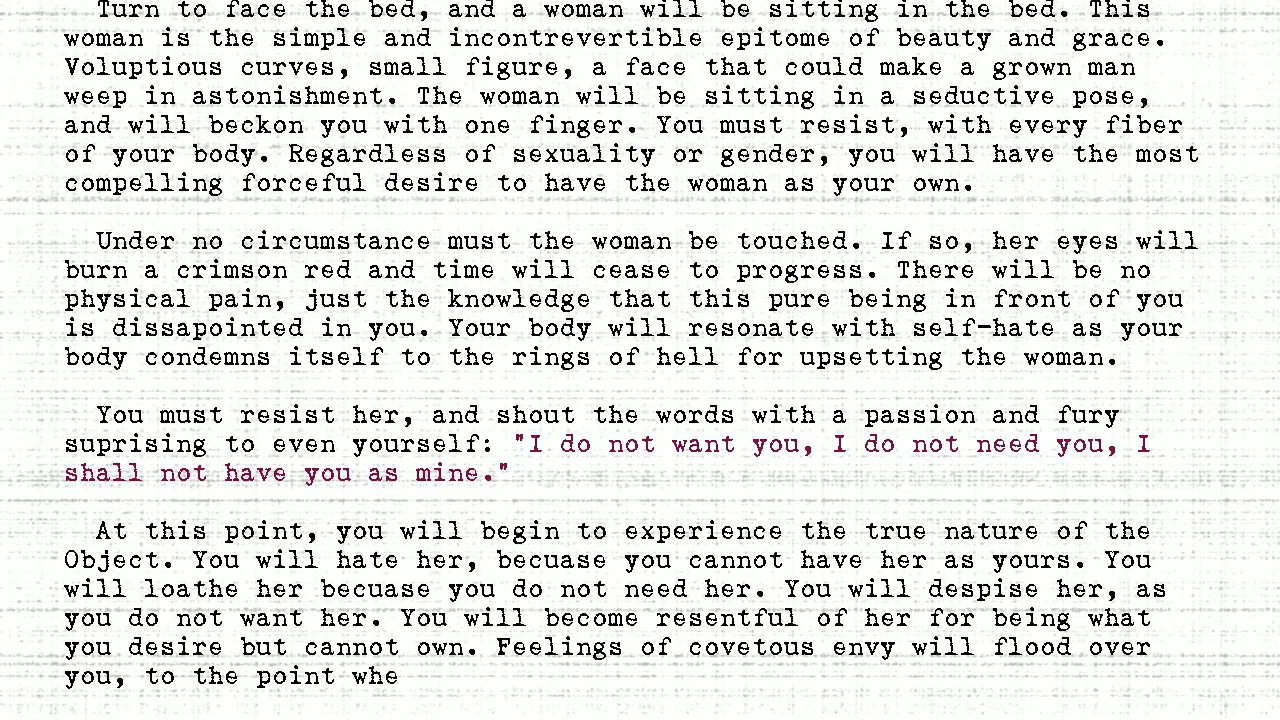 Turn to face the bed, and a woman will be sitting in the bed. This
woman is the simple and incontrevertible epitome of beauty and grace.
Voluptious curves, small figure, a face that could make a grown man
weep in astonishment. The woman will be sitting in a seductive pose,
and will beckon you with one finger. You must resist, with every fiber
of your body. Regardless of sexuality or gender, you will have the most
compelling forceful desire to have the woman as your own.
Under no circumstance must the woman be touched. If so, her eyes will
burn a crimson red and time will cease to progress. There will be no
physical pain, just the knowledge that this pure being in front of you
is dissapointed in you. Your body will resonate with self-hate as your
body condemns itself to the rings of hell for upsetting the woman.
You must resist her, and shout the words with a passion and fury
suprising to even yourself: "I do not want you, I do not need you, I
shall not have you as mine."
At this point, you will begin to experience the true nature of the
Object. You will hate her, becuase you cannot have her as yours. You
will loathe her becuase you do not need her. You will despise her, as
you do not want her. You will become resentful of her for being what
you desire but cannot own. Feelings of covetous envy will flood over
you, to the point whe